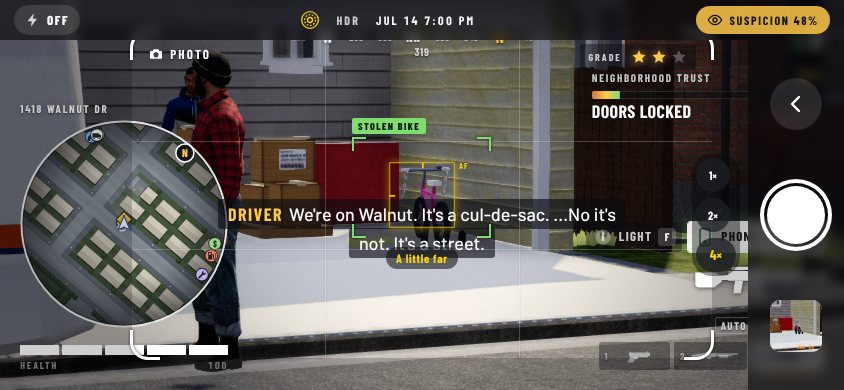 OFF
HDR JUL 14 7:00 PM
SUSPICION 48%
PHOTO
319
GRADE
NEIGHBORHOOD TRUST
DOORS LOCKED
1418 WALNUT DR
N
STOLEN BIKE
AF
1×
2×
4×
DRIVER We're on Walnut. It's a cul-de-sac. ...No it's
not. It's a street.
A little far
LIGHT F
PHON
AUTO
HEALTH 100
1
2